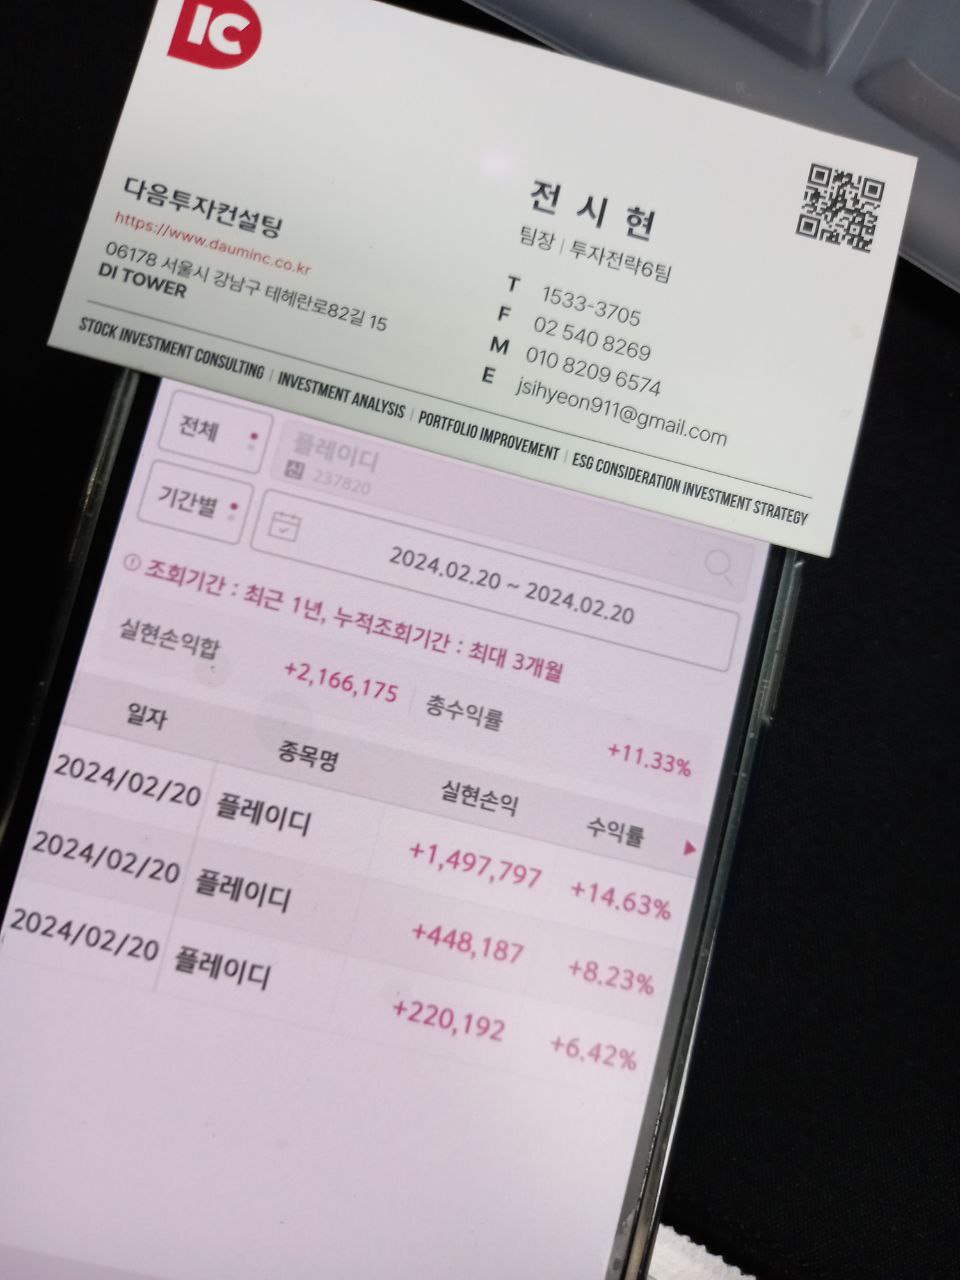 IC
다음투자컨설팅
https://www.dauminc.co.kr
06178 서울시 강남구 테헤란로82길 15
DI TOWER
전시현
팀장 | 투자전략6팀
T 1533-3705
F 02 540 8269
M 010 8209 6574
E jsihyeon911@gmail.com
STOCK INVESTMENT CONSULTING | INVESTMENT ANALYSIS | PORTFOLIO IMPROVEMENT | ESG CONSIDERATION INVESTMENT STRATEGY
전체 플레이디
신 237820
기간별 2024.02.20 ~ 2024.02.20
조회기간 : 최근 1년, 누적조회기간 : 최대 3개월
실현손익합 +2,166,175 총수익률 +11.33%
일자 종목명 실현손익 수익률
2024/02/20 플레이디 +1,497,797 +14.63%
2024/02/20 플레이디 +448,187 +8.23%
2024/02/20 플레이디 +220,192 +6.42%